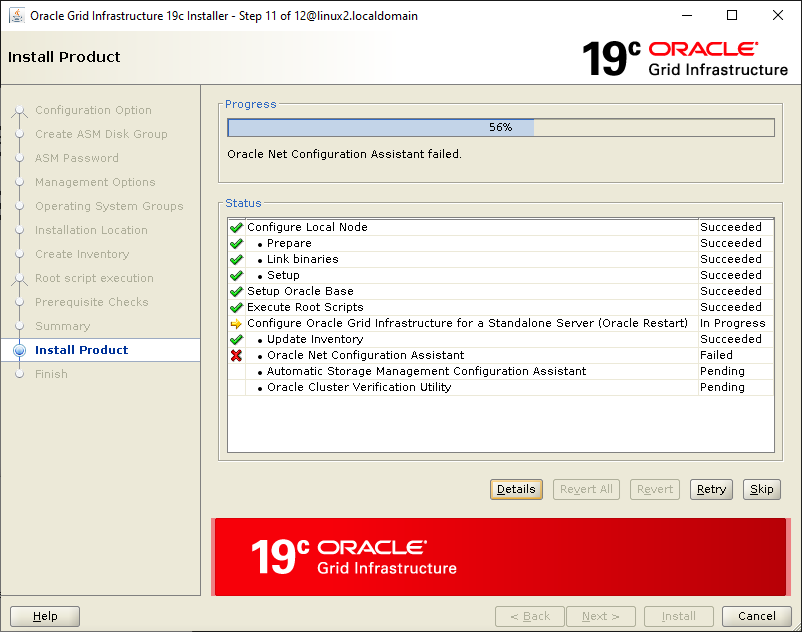 Oracle Grid Infrastructure 19c Installer - Step 11 of 12@linux2.localdomain
Install Product
19c ORACLE
Grid Infrastructure
Configuration Option
Create ASM Disk Group
ASM Password
Management Options
Operating System Groups
Installation Location
Create Inventory
Root script execution
Prerequisite Checks
Summary
Install Product
Finish
Progress
56%
Oracle Net Configuration Assistant failed.
Status
Configure Local Node Succeeded
• Prepare Succeeded
• Link binaries Succeeded
• Setup Succeeded
Setup Oracle Base Succeeded
Execute Root Scripts Succeeded
Configure Oracle Grid Infrastructure for a Standalone Server (Oracle Restart) In Progress
• Update Inventory Succeeded
• Oracle Net Configuration Assistant Failed
• Automatic Storage Management Configuration Assistant Pending
• Oracle Cluster Verification Utility Pending
Details Revert All Revert Retry Skip
19c ORACLE
Grid Infrastructure
Help < Back Next > Install Cancel